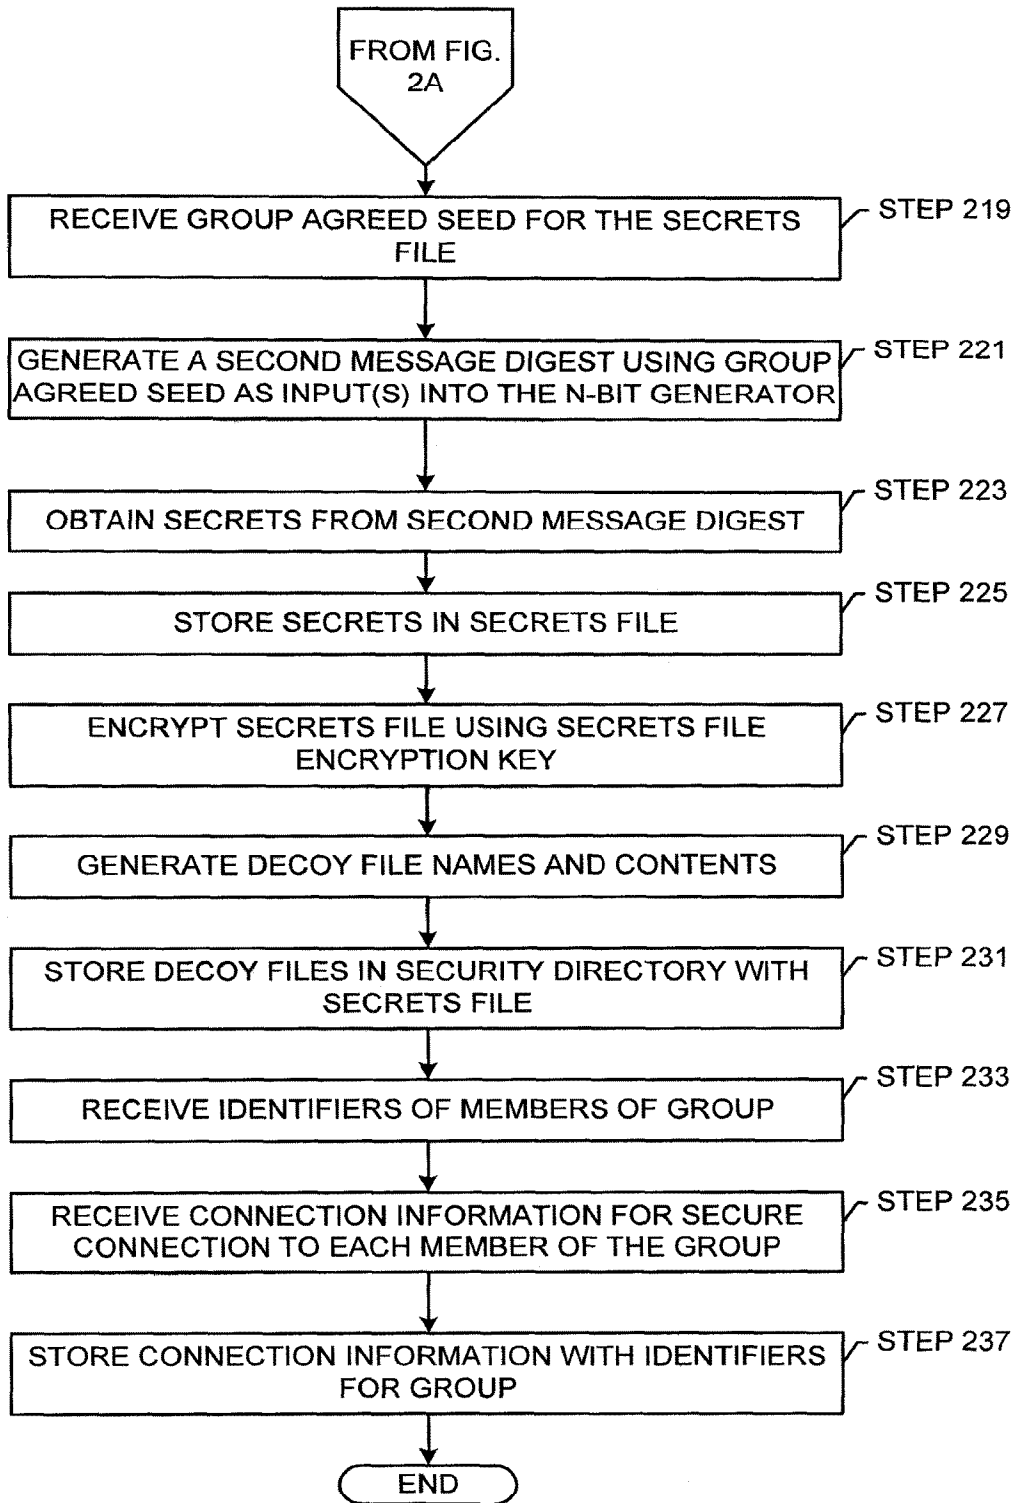 FROM FIG.
2A
RECEIVE GROUP AGREED SEED FOR THE SECRETS
FILE
STEP 219
GENERATE A SECOND MESSAGE DIGEST USING GROUP
AGREED SEED AS INPUT(S) INTO THE N-BIT GENERATOR
STEP 221
OBTAIN SECRETS FROM SECOND MESSAGE DIGEST
STEP 223
STORE SECRETS IN SECRETS FILE
STEP 225
ENCRYPT SECRETS FILE USING SECRETS FILE
ENCRYPTION KEY
STEP 227
GENERATE DECOY FILE NAMES AND CONTENTS
STEP 229
STORE DECOY FILES IN SECURITY DIRECTORY WITH
SECRETS FILE
STEP 231
RECEIVE IDENTIFIERS OF MEMBERS OF GROUP
STEP 233
RECEIVE CONNECTION INFORMATION FOR SECURE
CONNECTION TO EACH MEMBER OF THE GROUP
STEP 235
STORE CONNECTION INFORMATION WITH IDENTIFIERS
FOR GROUP
STEP 237
END